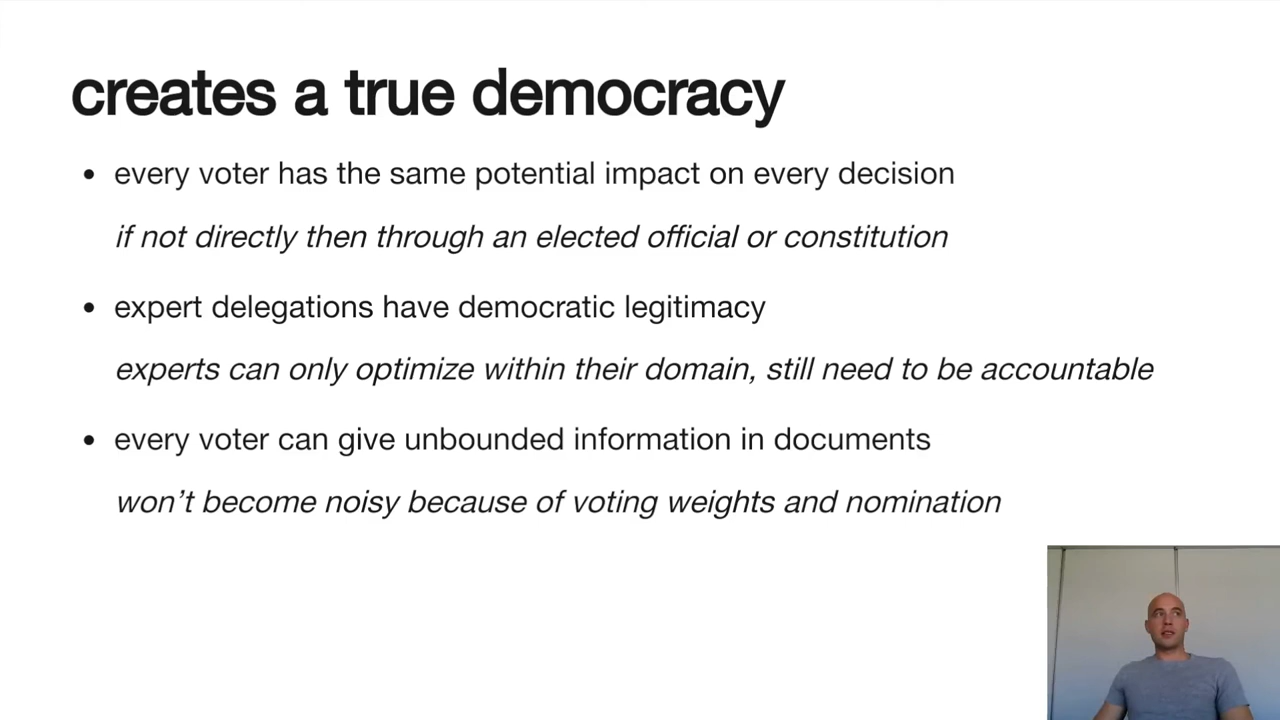 creates a true democracy
• every voter has the same potential impact on every decision
if not directly then through an elected official or constitution
• expert delegations have democratic legitimacy
experts can only optimize within their domain, still need to be accountable
• every voter can give unbounded information in documents
won’t become noisy because of voting weights and nomination